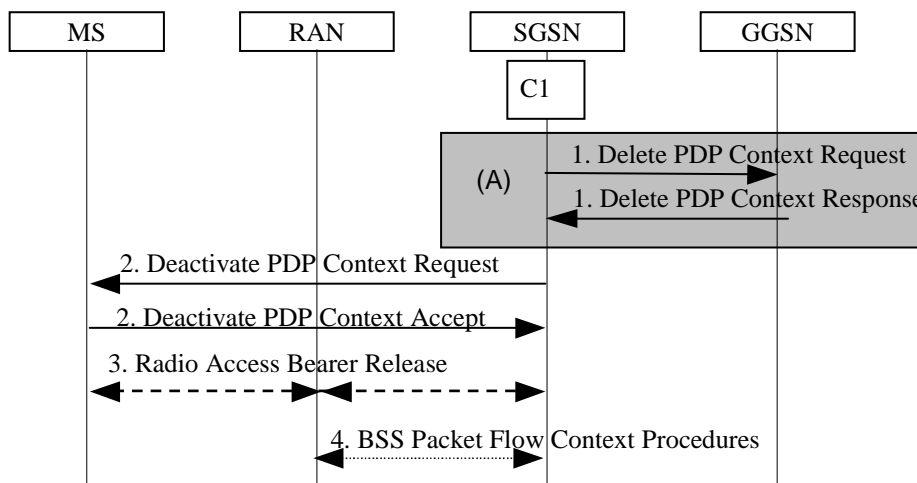 MS RAN SGSN GGSN
C1
1. Delete PDP Context Request
(A)
1. Delete PDP Context Response
2. Deactivate PDP Context Request
2. Deactivate PDP Context Accept
3. Radio Access Bearer Release
4. BSS Packet Flow Context Procedures